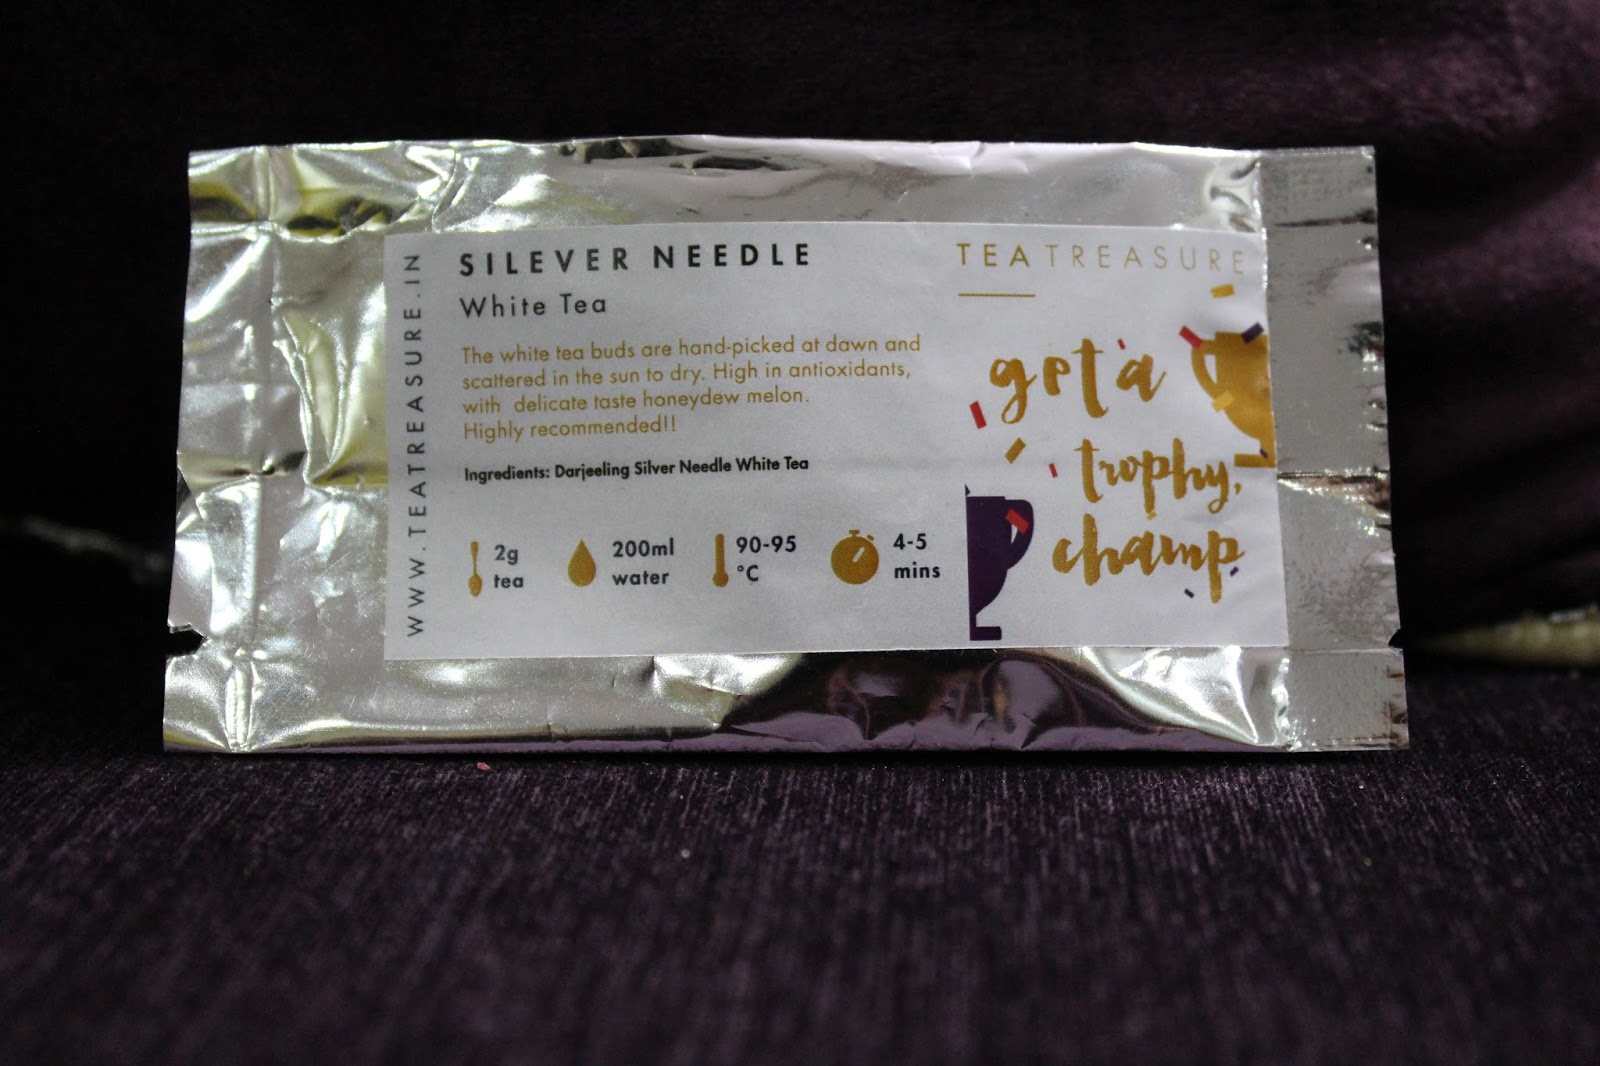 WWW.TEATREASURE.IN
SILEVER NEEDLE
White Tea
The white tea buds are hand-picked at dawn and
scattered in the sun to dry. High in antioxidants,
with delicate taste honeydew melon.
Highly recommended!!
Ingredients: Darjeeling Silver Needle White Tea
2g
tea
200ml
water
90-95
°C
4-5
mins
TEA TREASURE
get a
trophy,
champ